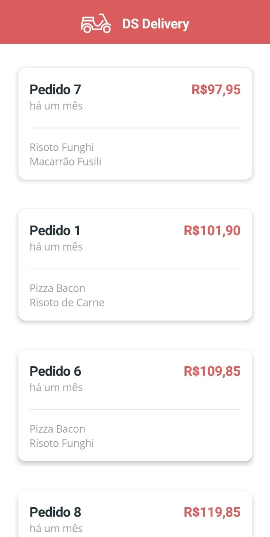 DS Delivery
Pedido 7 R$97,95
há um mês
Risoto Funghi
Macarrão Fusili
Pedido 1 R$101,90
há um mês
Pizza Bacon
Risoto de Carne
Pedido 6 R$109,85
há um mês
Pizza Bacon
Risoto Funghi
Pedido 8 R$119,85
há um mês